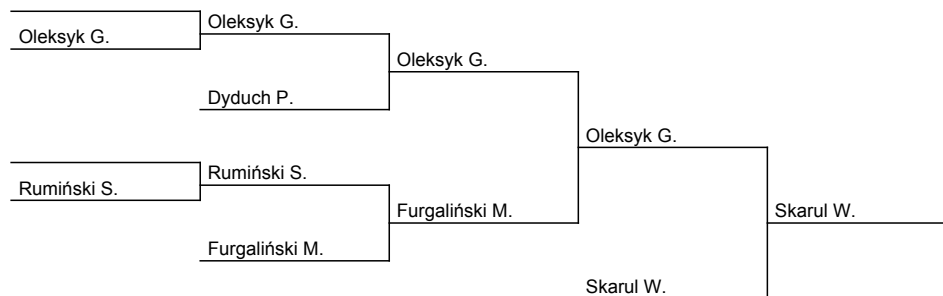 Oleksyk G.
Oleksyk G.
Oleksyk G.
Dyduch P.
Oleksyk G.
Rumiński S.
Rumiński S.
Furgaliński M.
Skarul W.
Furgaliński M.
Skarul W.